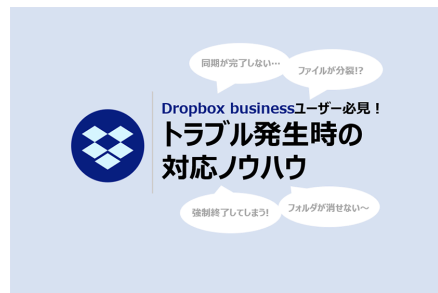 同期が完了しない…
ファイルが分裂!?
Dropbox businessユーザー必見！
トラブル発生時の
対応ノウハウ
強制終了してしまう!
フォルダが消せない～